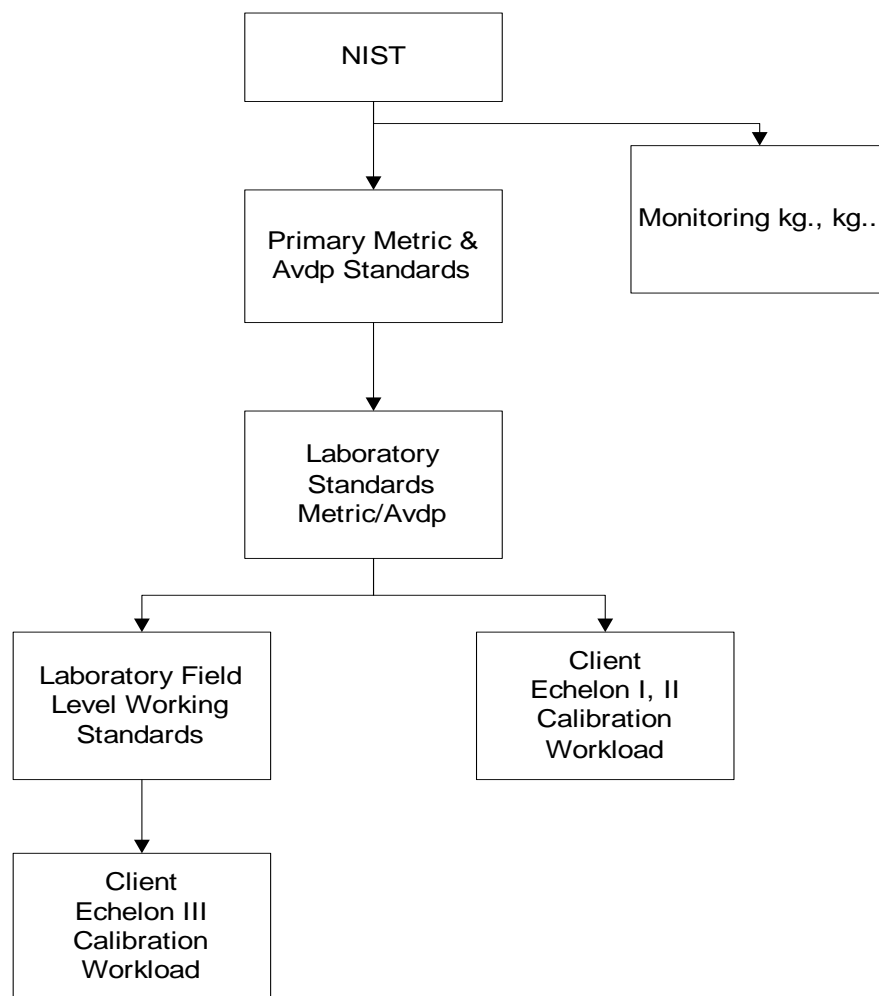 NIST
Primary Metric &
Avdp Standards
Monitoring kg., kg..
Laboratory
Standards
Metric/Avdp
Laboratory Field
Level Working
Standards
Client
Echelon I, II
Calibration
Workload
Client
Echelon III
Calibration
Workload